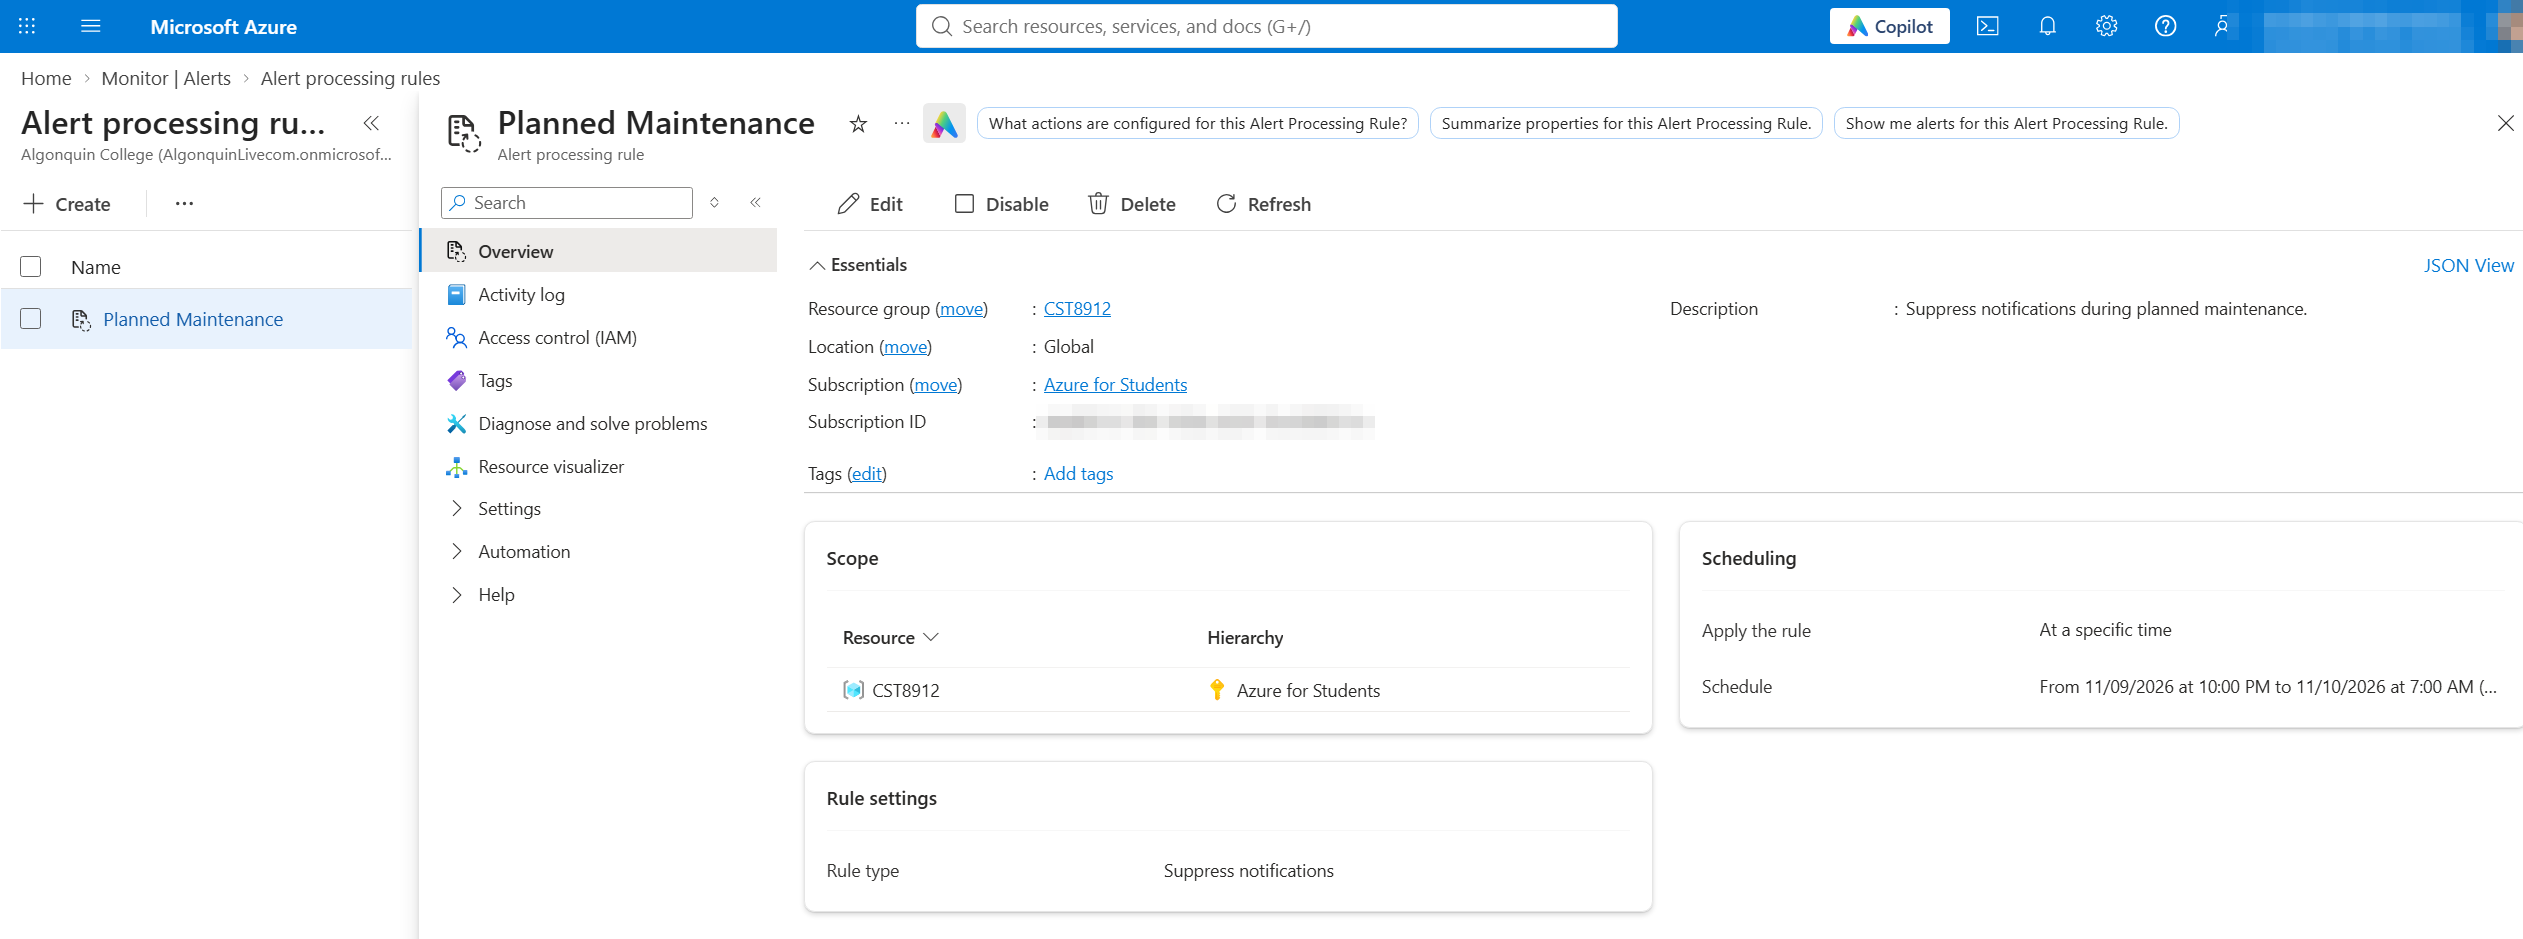 Microsoft Azure
Search resources, services, and docs (G+/)
Copilot
Home > Monitor | Alerts > Alert processing rules
Alert processing ru...
Algonquin College (AlgonquinLivecom.onmicrosof...
Create
...
Name
Planned Maintenance
Planned Maintenance
Alert processing rule
What actions are configured for this Alert Processing Rule?
Summarize properties for this Alert Processing Rule.
Show me alerts for this Alert Processing Rule.
Search
Overview
Activity log
Access control (IAM)
Tags
Diagnose and solve problems
Resource visualizer
Settings
Automation
Help
Edit
Disable
Delete
Refresh
Essentials
JSON View
Resource group (move) : CST8912
Location (move) : Global
Subscription (move) : Azure for Students
Subscription ID :
Tags (edit) : Add tags
Description : Suppress notifications during planned maintenance.
Scope
Resource Hierarchy
CST8912 Azure for Students
Scheduling
Apply the rule At a specific time
Schedule From 11/09/2026 at 10:00 PM to 11/10/2026 at 7:00 AM (...
Rule settings
Rule type Suppress notifications